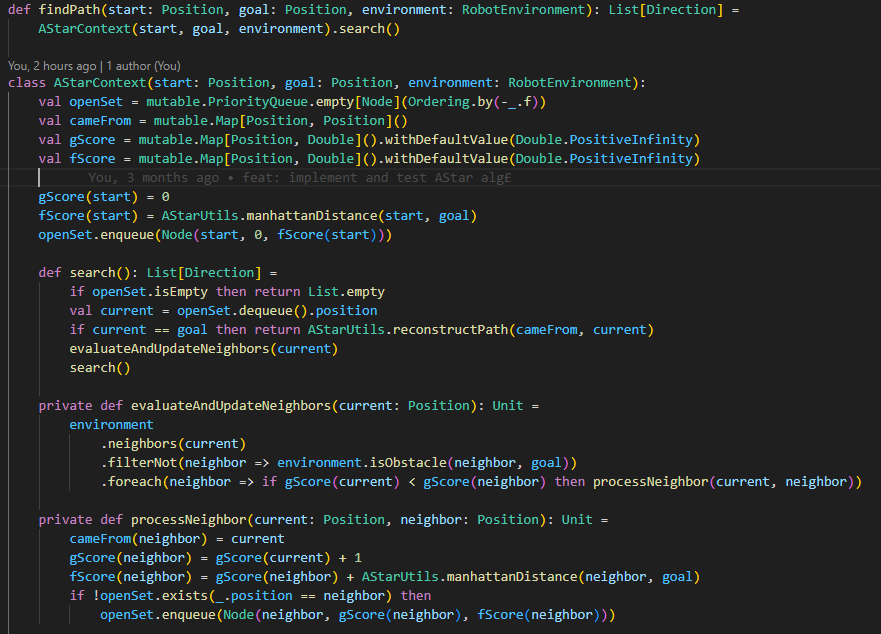 def findPath(start: Position, goal: Position, environment: RobotEnvironment): List[Direction] =
    AStarContext(start, goal, environment).search()
You, 2 hours ago | 1 author (You)
class AStarContext(start: Position, goal: Position, environment: RobotEnvironment):
    val openSet = mutable.PriorityQueue.empty[Node](Ordering.by(-_.f))
    val cameFrom = mutable.Map[Position, Position]()
    val gScore = mutable.Map[Position, Double]().withDefaultValue(Double.PositiveInfinity)
    val fScore = mutable.Map[Position, Double]().withDefaultValue(Double.PositiveInfinity)
    You, 3 months ago • feat: implement and test AStar alg£
    gScore(start) = 0
    fScore(start) = AStarUtils.manhattanDistance(start, goal)
    openSet.enqueue(Node(start, 0, fScore(start)))
    def search(): List[Direction] =
        if openSet.isEmpty then return List.empty
        val current = openSet.dequeue().position
        if current == goal then return AStarUtils.reconstructPath(cameFrom, current)
        evaluateAndUpdateNeighbors(current)
        search()
    private def evaluateAndUpdateNeighbors(current: Position): Unit =
        environment
            .neighbors(current)
            .filterNot(neighbor => environment.isObstacle(neighbor, goal))
            .foreach(neighbor => if gScore(current) < gScore(neighbor) then processNeighbor(current, neighbor))
    private def processNeighbor(current: Position, neighbor: Position): Unit =
        cameFrom(neighbor) = current
        gScore(neighbor) = gScore(current) + 1
        fScore(neighbor) = gScore(neighbor) + AStarUtils.manhattanDistance(neighbor, goal)
        if !openSet.exists(_.position == neighbor) then
            openSet.enqueue(Node(neighbor, gScore(neighbor), fScore(neighbor)))